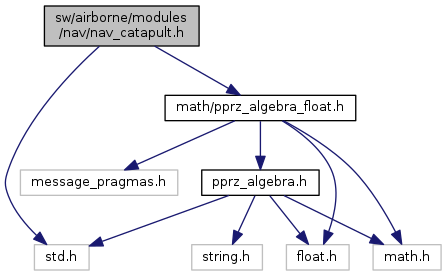 sw/airborne/modules
/nav/nav_catapult.h
math/pprz_algebra_float.h
message_pragmas.h
pprz_algebra.h
std.h
string.h
float.h
math.h